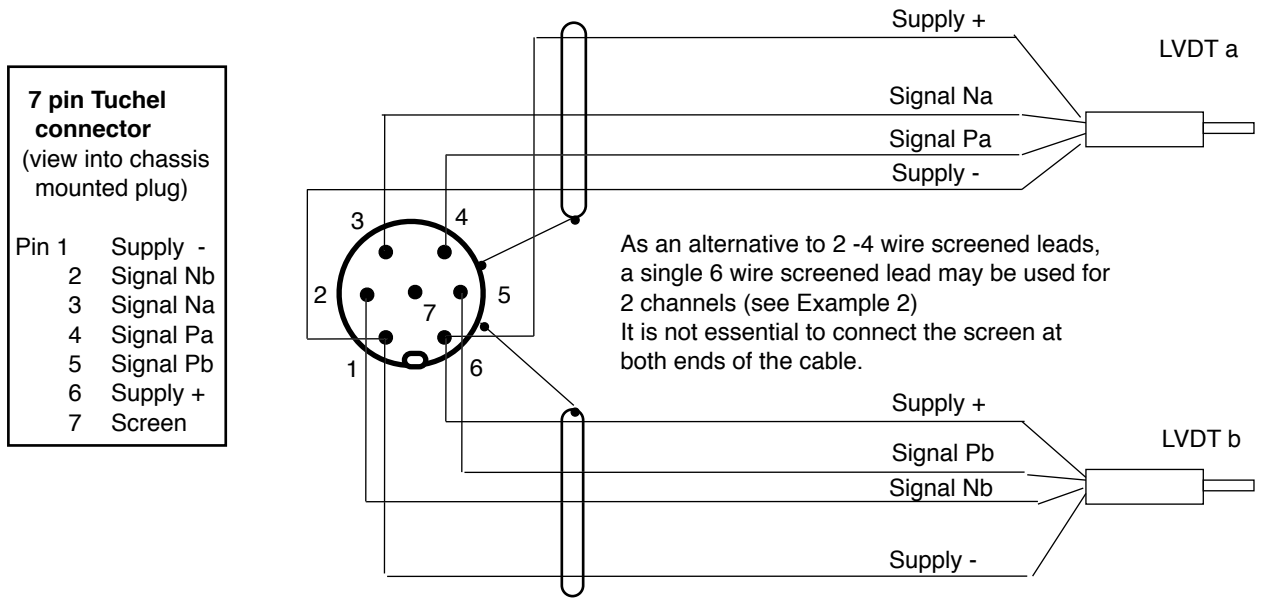 7 pin Tuchel
connector
(view into chassis
mounted plug)
Pin 1 Supply -
2 Signal Nb
3 Signal Na
4 Signal Pa
5 Signal Pb
6 Supply +
7 Screen
Supply +
LVDT a
Signal Na
Signal Pa
Supply -
3
4
2
7
5
1
6
As an alternative to 2 -4 wire screened leads,
a single 6 wire screened lead may be used for
2 channels (see Example 2)
It is not essential to connect the screen at
both ends of the cable.
Supply +
LVDT b
Signal Pb
Signal Nb
Supply -